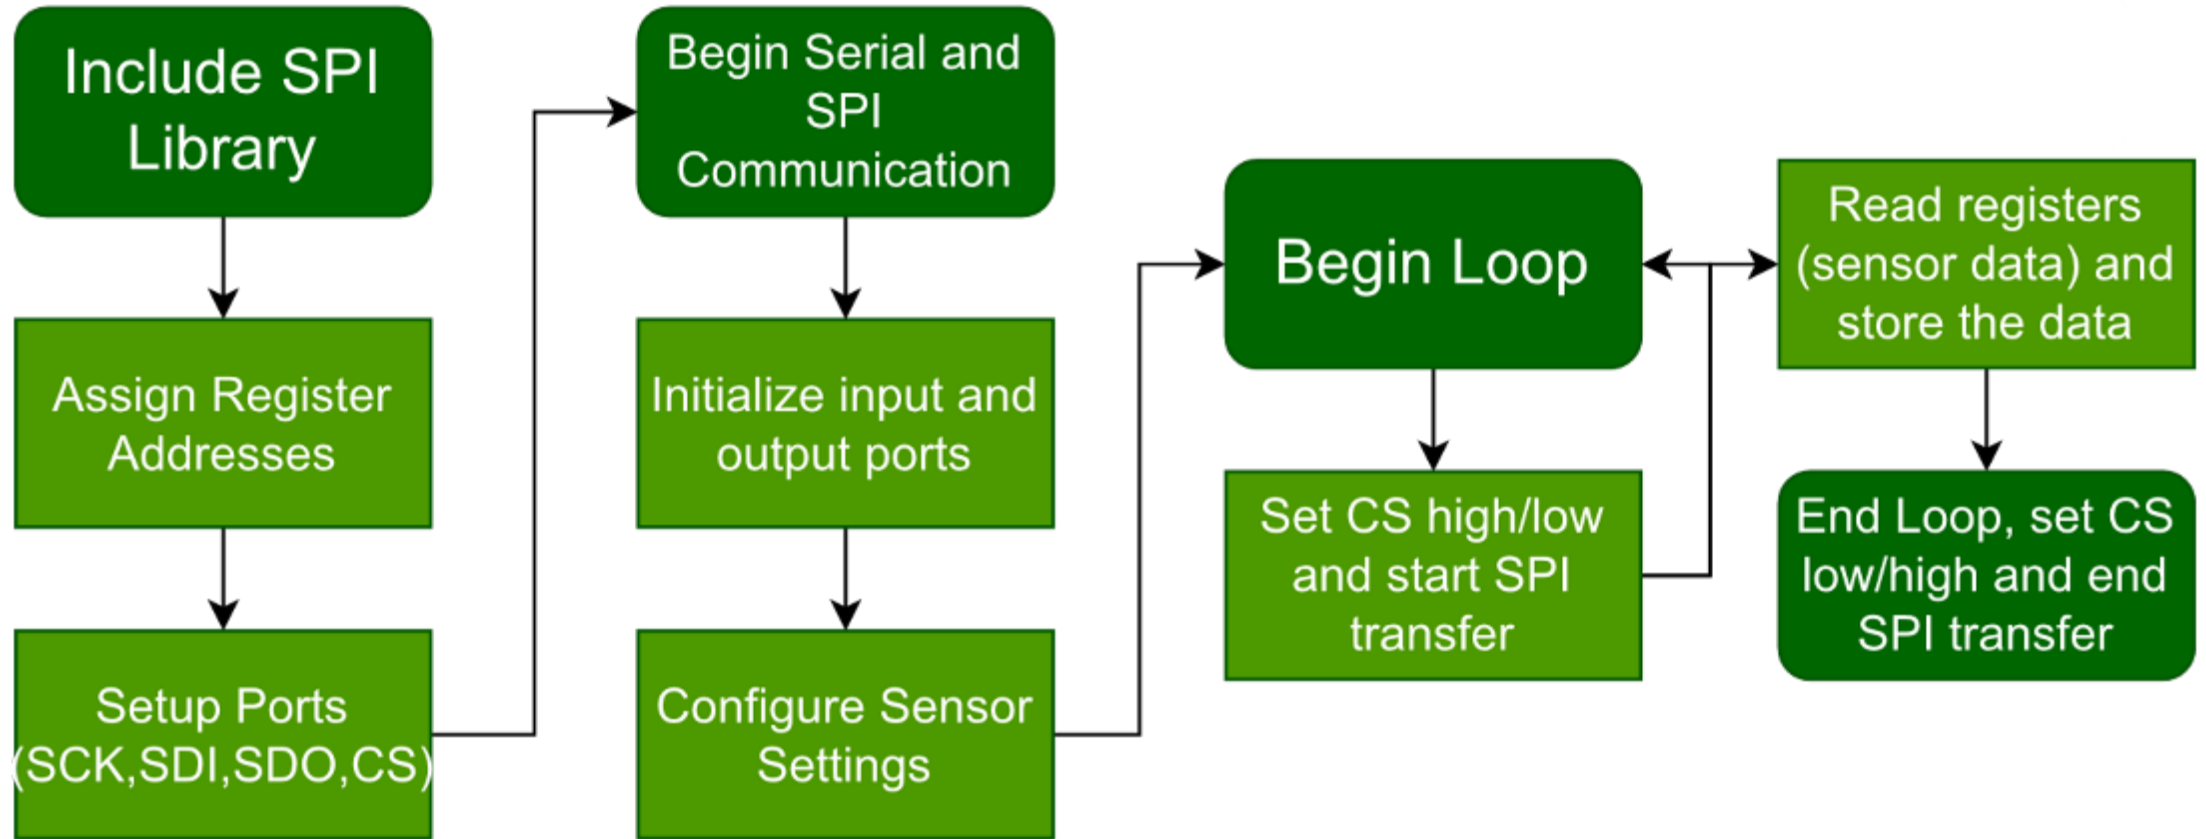 Include SPI
Library
Assign Register
Addresses
Setup Ports
(SCK,SDI,SDO,CS)
Begin Serial and
SPI
Communication
Initialize input and
output ports
Configure Sensor
Settings
Begin Loop
Set CS high/low
and start SPI
transfer
Read registers
(sensor data) and
store the data
End Loop, set CS
low/high and end
SPI transfer